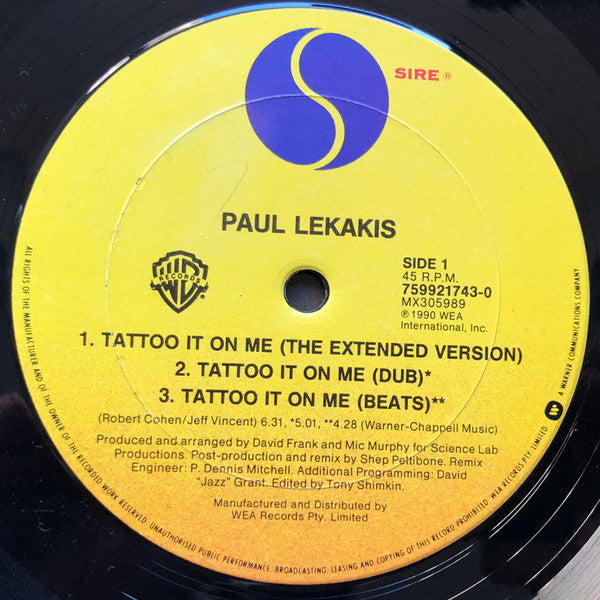 SIRE ®
PAUL LEKAKIS
WB
RECORDS
SIDE 1
45 R.P.M.
759921743-0
MX305989
℗ 1990 WEA
International, Inc.
1. TATTOO IT ON ME (THE EXTENDED VERSION)
2. TATTOO IT ON ME (DUB)*
3. TATTOO IT ON ME (BEATS)**
(Robert Cohen/Jeff Vincent) 6.31, *5.01, **4.28 (Warner-Chappell Music)
Produced and arranged by David Frank and Mic Murphy for Science Lab
Productions. Post-production and remix by Shep Pettibone. Remix
Engineer: P. Dennis Mitchell. Additional Programming: David
"Jazz" Grant. Edited by Tony Shimkin.
Manufactured and Distributed by
WEA Records Pty. Limited
ALL RIGHTS OF THE MANUFACTURER AND OF THE OWNER OF THE RECORDED WORK RESERVED. UNAUTHORISED PUBLIC PERFORMANCE, BROADCASTING, LEASING AND COPYING OF THIS RECORD PROHIBITED. WEA RECORDS PTY. LIMITED
A WARNER COMMUNICATIONS COMPANY